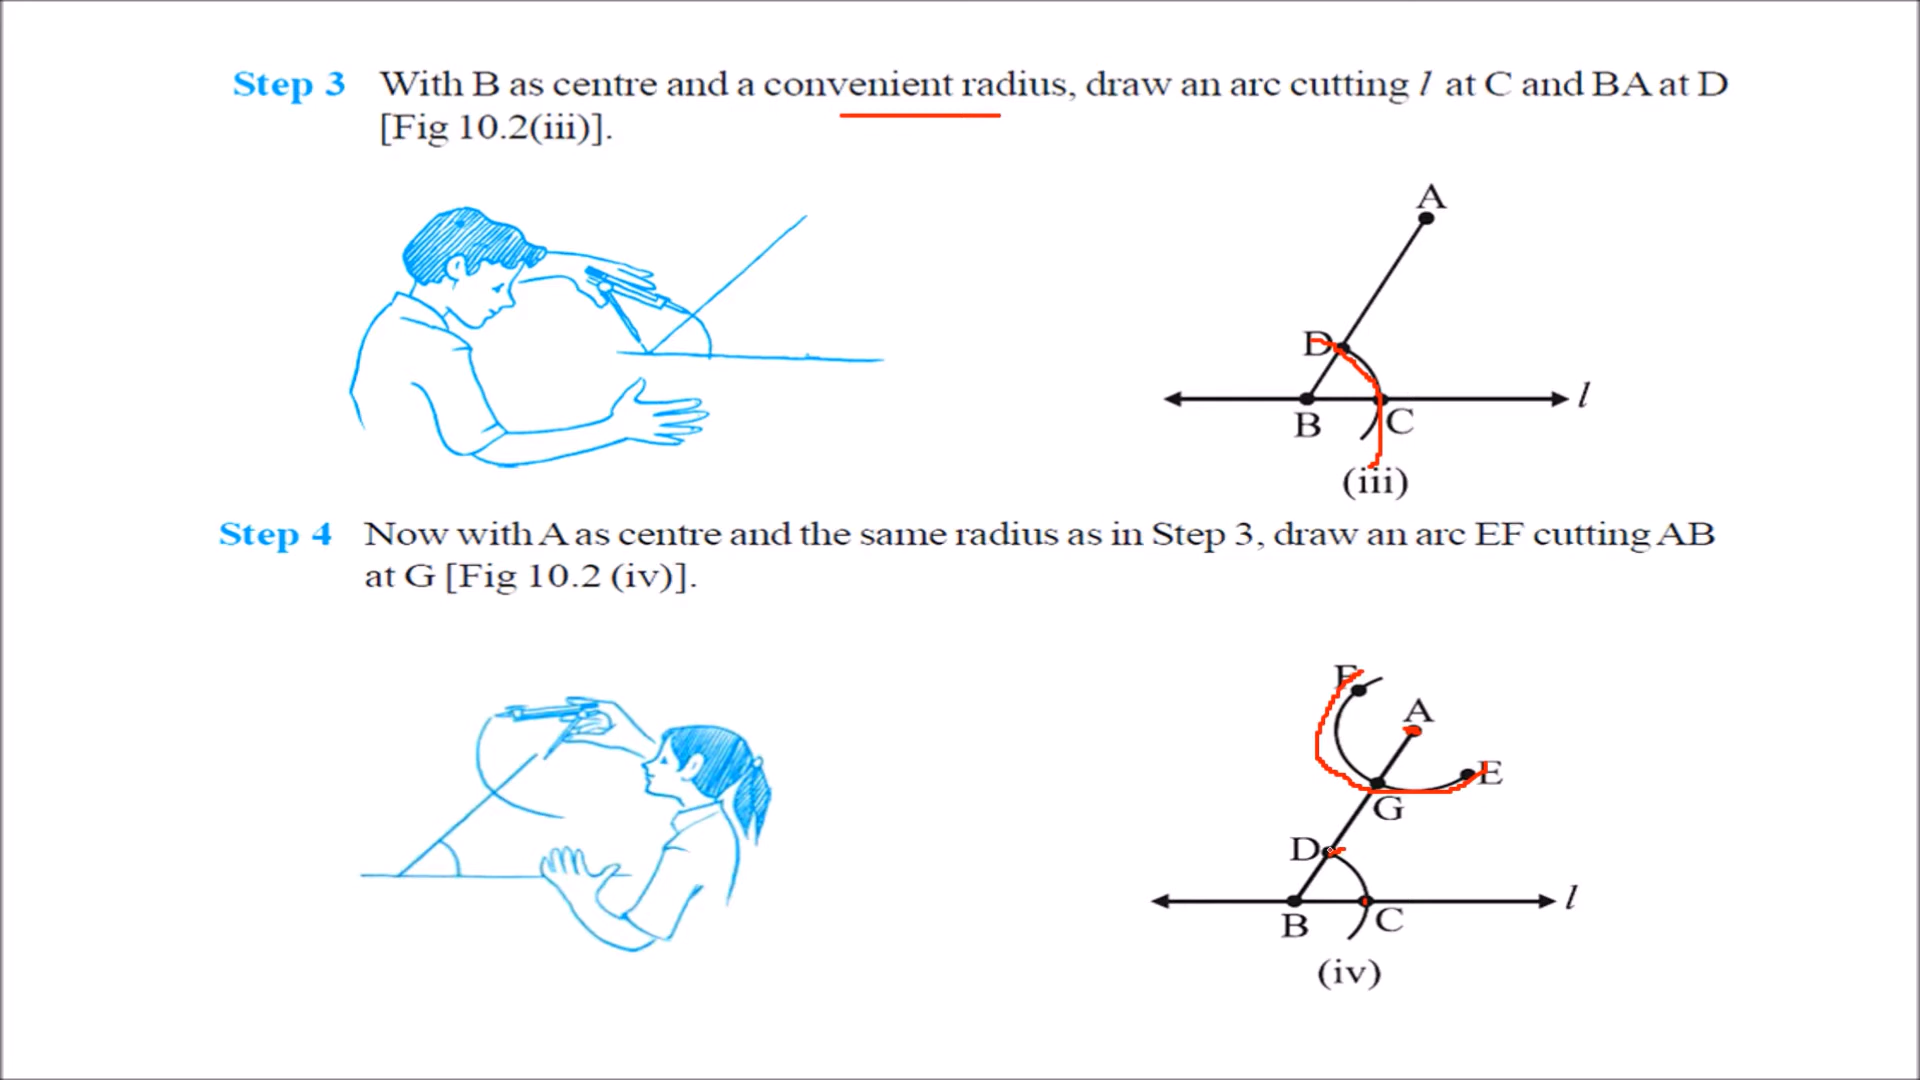 Step 3 With B as centre and a convenient radius, draw an arc cutting l at C and BA at D
[Fig 10.2(iii)].
A
D
l
B
C
(iii)
Step 4 Now with A as centre and the same radius as in Step 3, draw an arc EF cutting AB
at G [Fig 10.2 (iv)].
F
A
E
G
D
l
B
C
(iv)